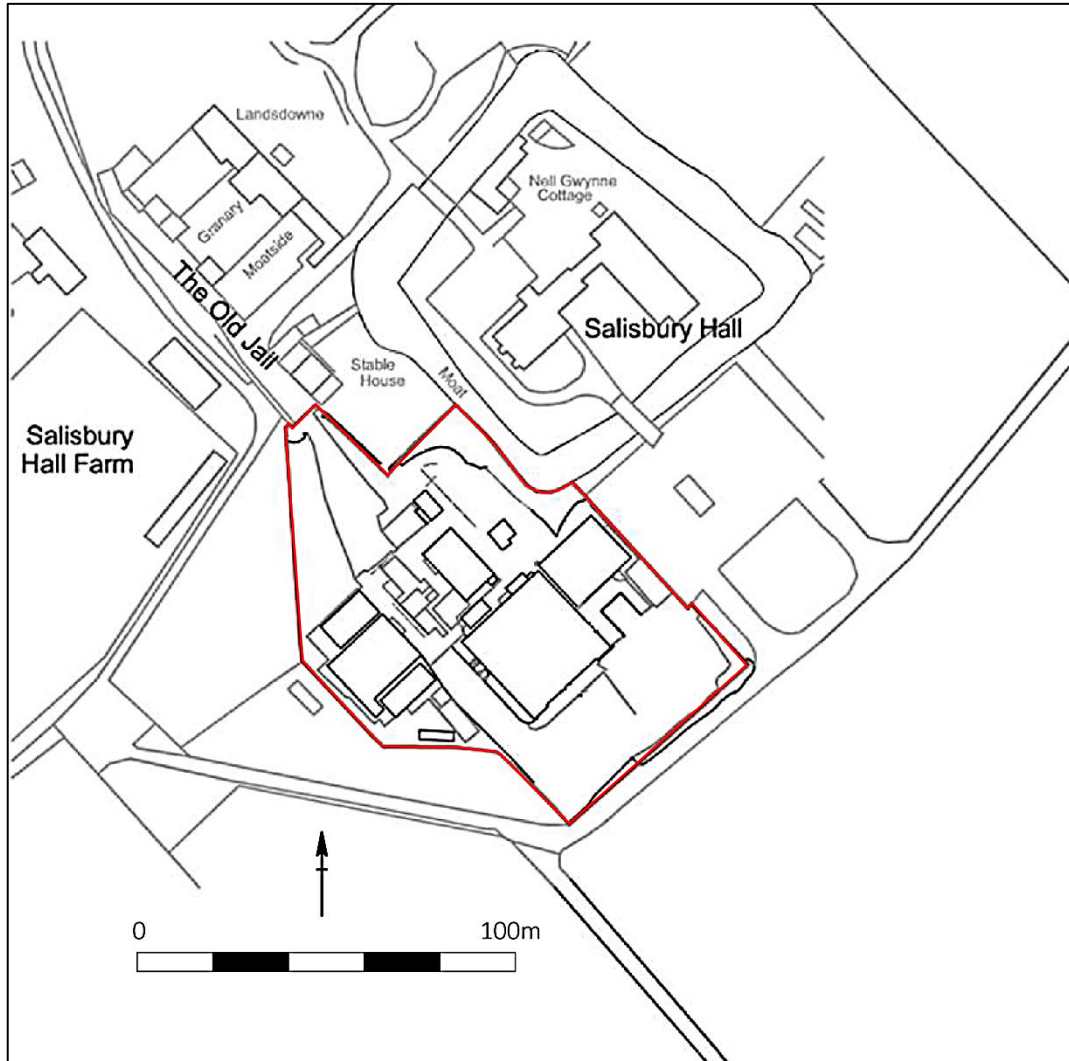 Landsdowne
Nell Gwynne
Cottage
Granary
Moatside
The Old Jail
Salisbury Hall
Stable
House
Moat
Salisbury
Hall Farm
0
100m